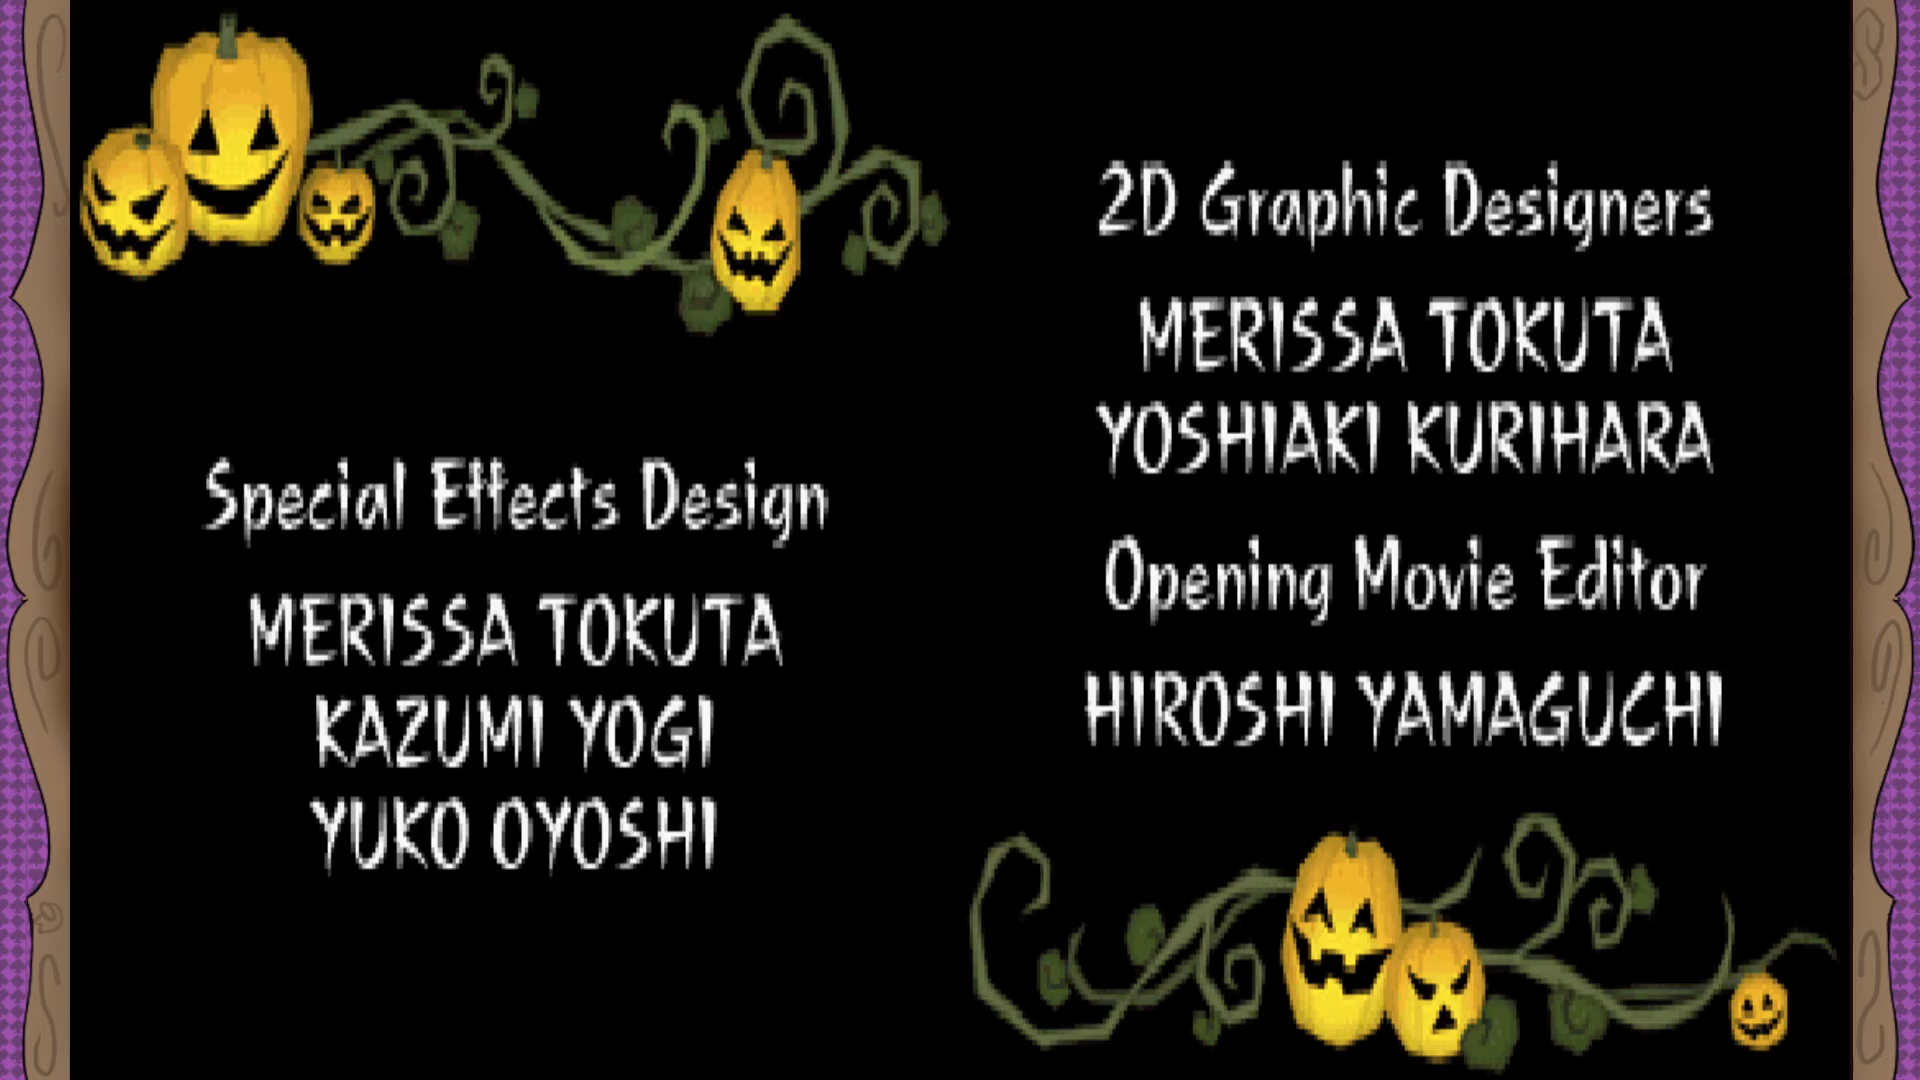 Special Effects Design
MERISSA TOKUTA
KAZUMI YOGI
YUKO OYOSHI
2D Graphic Designers
MERISSA TOKUTA
YOSHIAKI KURIHARA
Opening Movie Editor
HIROSHI YAMAGUCHI